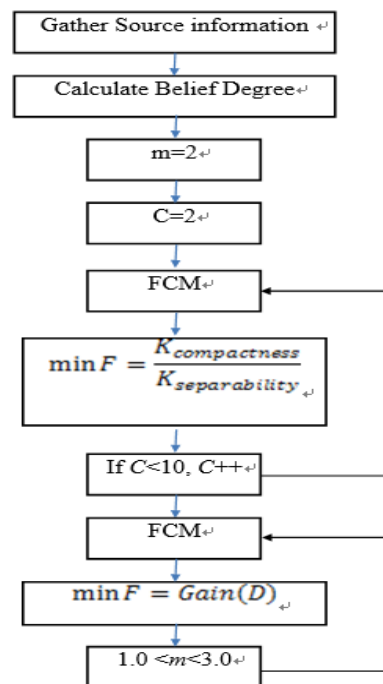 Gather Source information ↵
Calculate Belief Degree↵
m=2↵
C=2↵
FCM↵
min F = K_compactness / K_separability ↵
If C<10, C++↵
FCM↵
min F = Gain(D) ↵
1.0 <m<3.0↵